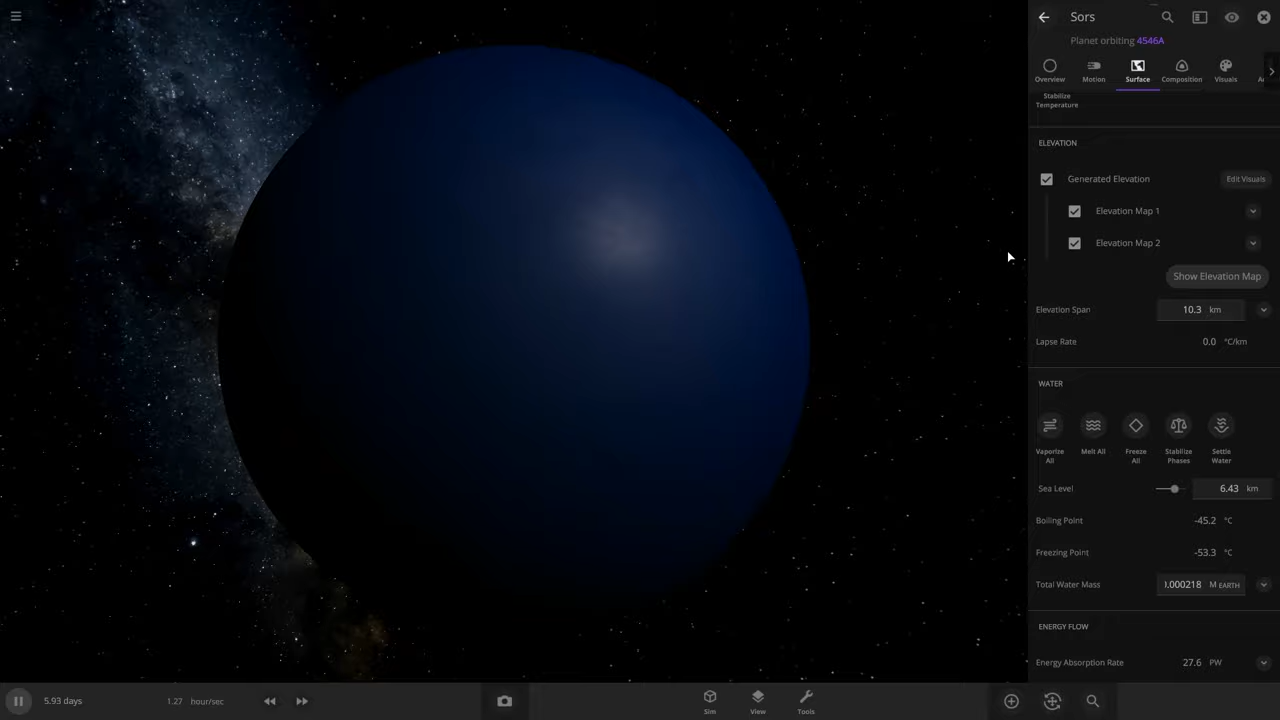 Sors
Planet orbiting 4546A
Overview
Motion
Surface
Composition
Visuals
Stabilize
Temperature
ELEVATION
Generated Elevation
Edit Visuals
Elevation Map 1
Elevation Map 2
Show Elevation Map
Elevation Span 10.3 km
Lapse Rate 0.0 °C/km
WATER
Vaporize
All
Melt All
Freeze
All
Stabilize
Phases
Settle
Water
Sea Level 6.43 km
Boiling Point -45.2 °C
Freezing Point -53.3 °C
Total Water Mass ),000218 M EARTH
ENERGY FLOW
Energy Absorption Rate 27.6 PW
5.93 days
1.27 hour/sec
Sim
View
Tools